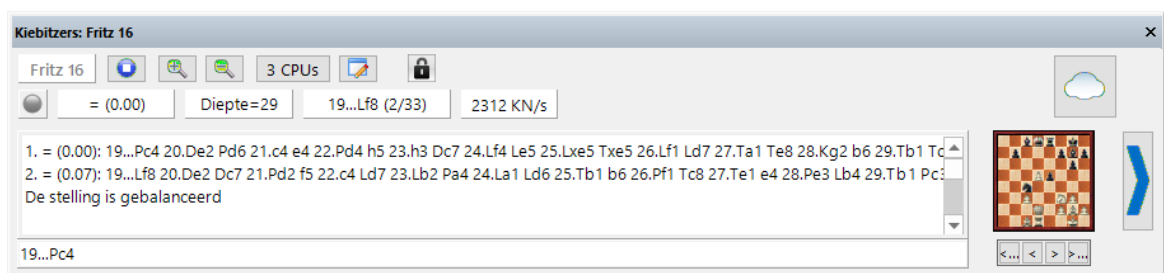 Kiebitzers: Fritz 16
Fritz 16 3 CPUs
= (0.00) Diepte=29 19...Lf8 (2/33) 2312 KN/s
1. = (0.00): 19...Pc4 20.De2 Pd6 21.c4 e4 22.Pd4 h5 23.h3 Dc7 24.Lf4 Le5 25.Lxe5 Txe5 26.Lf1 Ld7 27.Ta1 Te8 28.Kg2 b6 29.Tb1 Tc
2. = (0.07): 19...Lf8 20.De2 Dc7 21.Pd2 f5 22.c4 Ld7 23.Lb2 Pa4 24.La1 Ld6 25.Tb1 b6 26.Pf1 Tc8 27.Te1 e4 28.Pe3 Lb4 29.Tb1 Pc3
De stelling is gebalanceerd
19...Pc4
<... < > >...